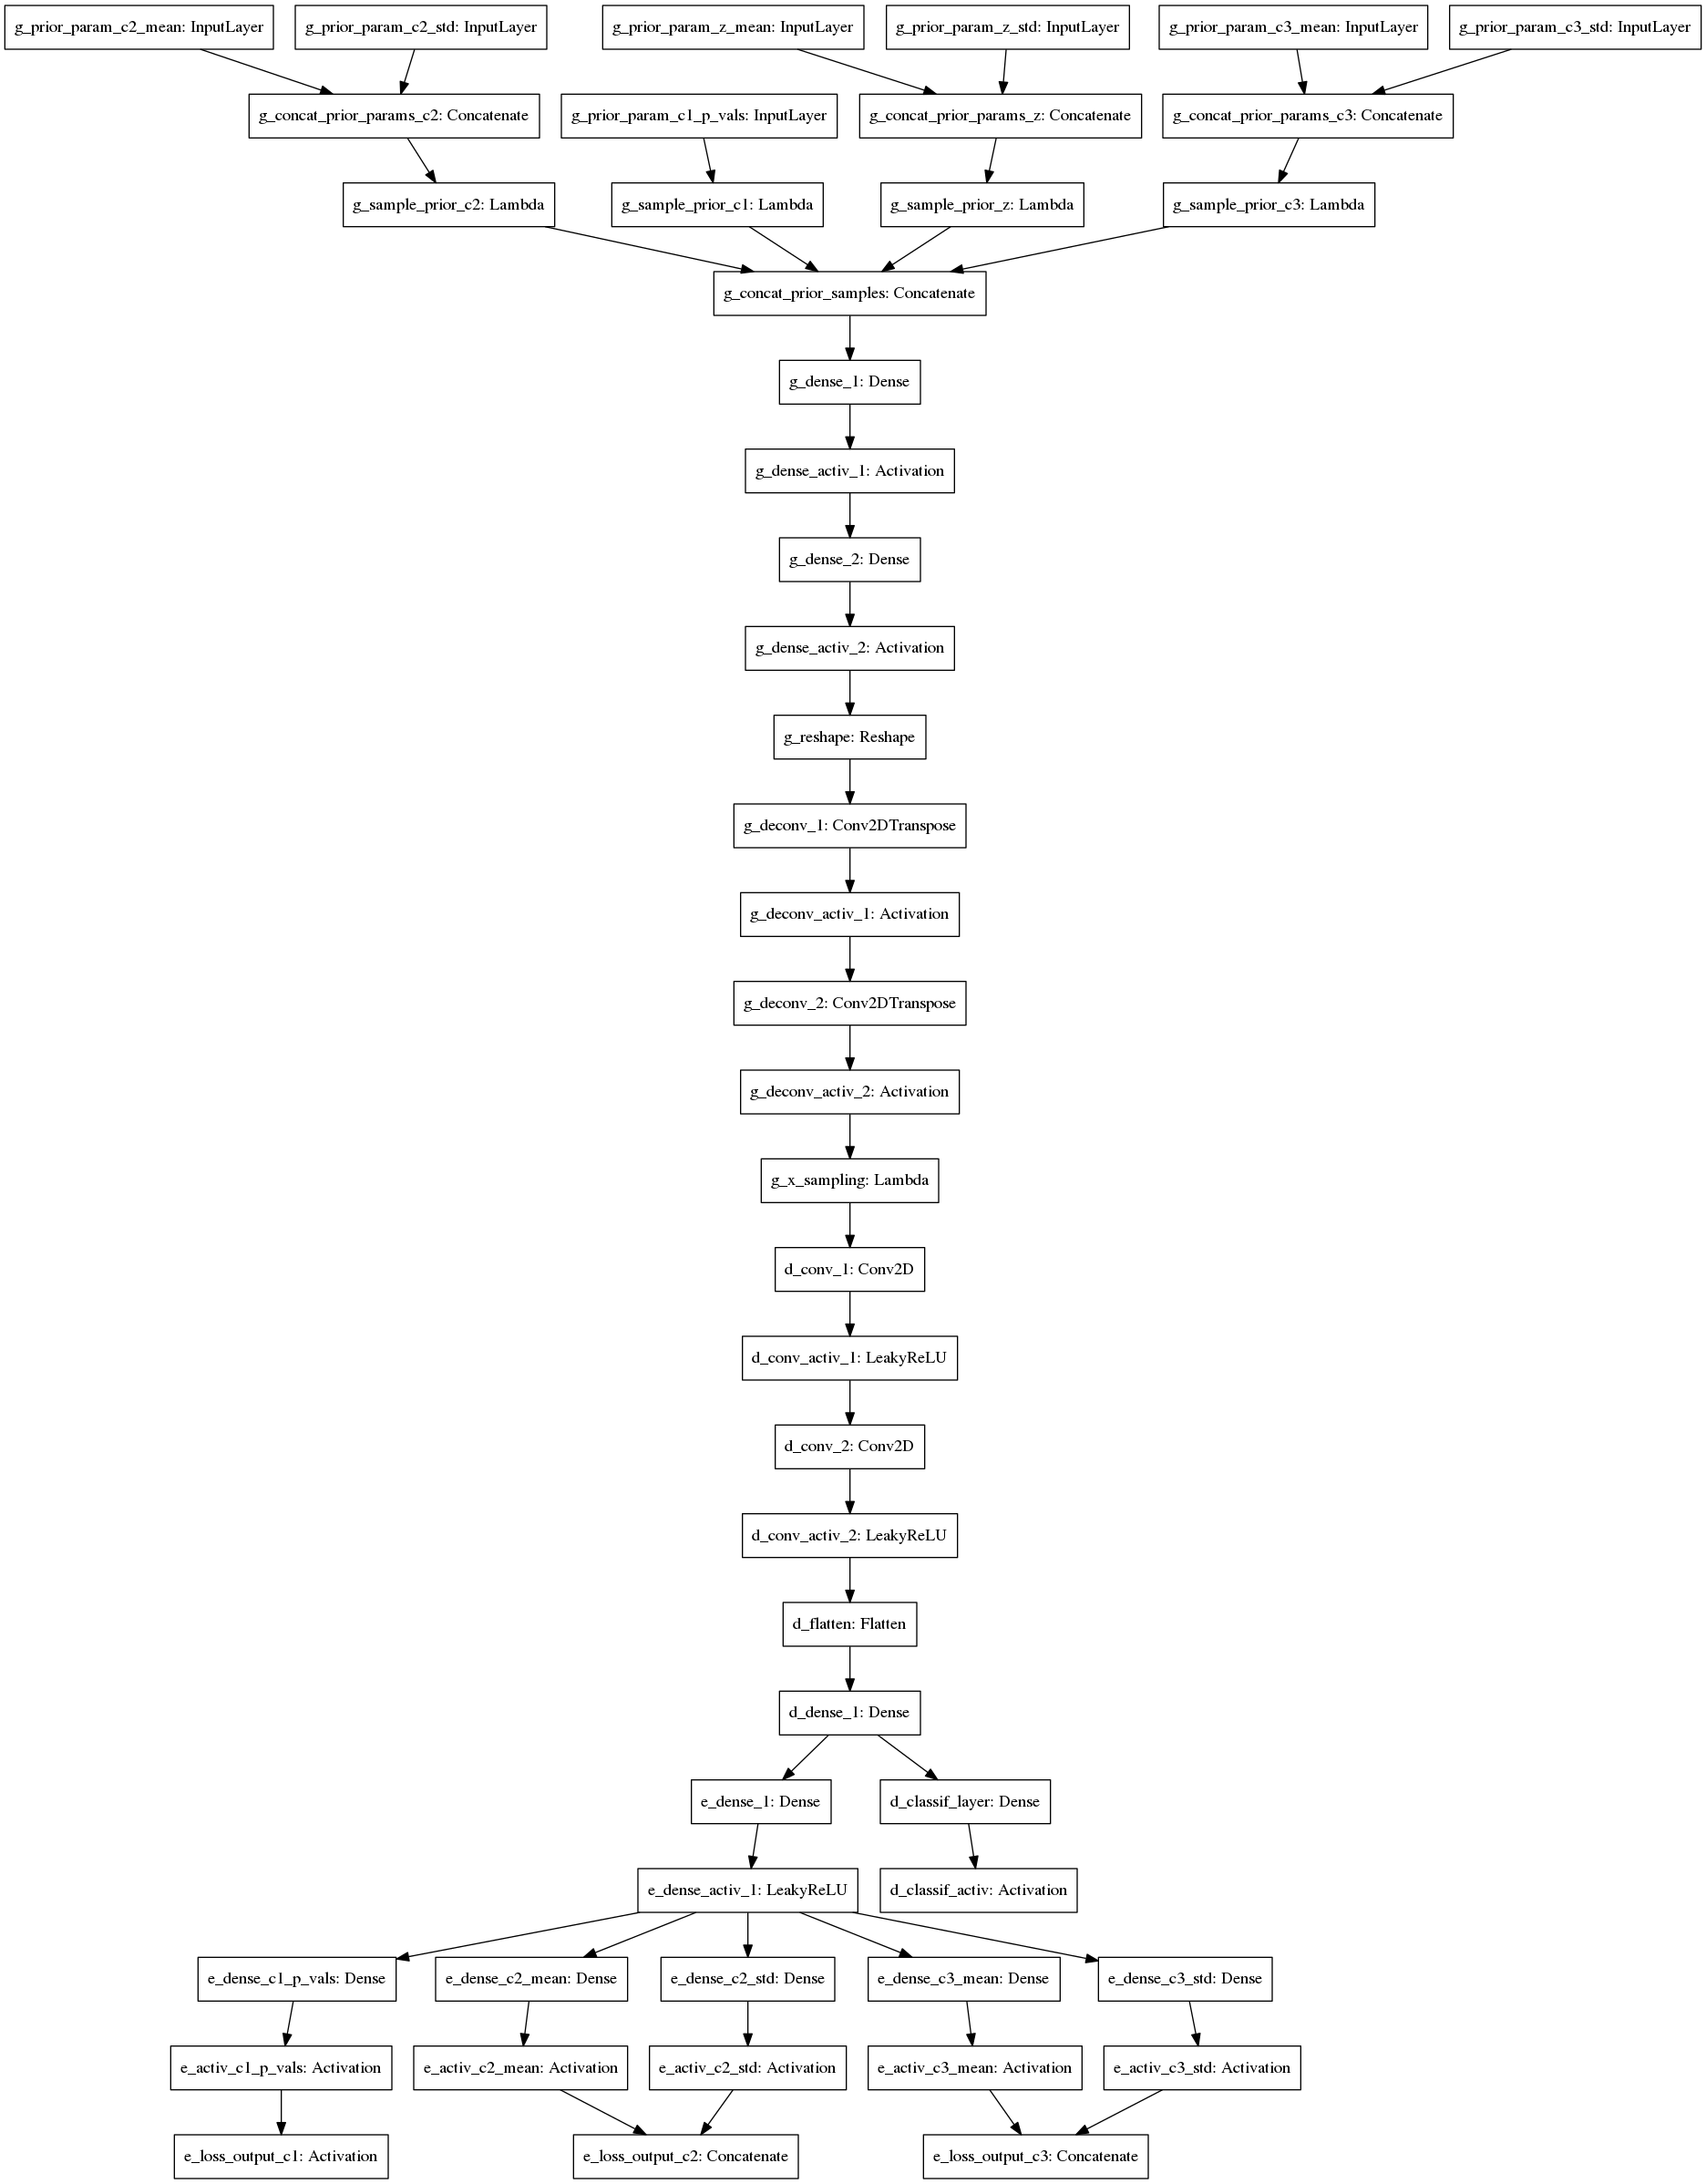 g_prior_param_c2_mean: InputLayer
g_prior_param_c2_std: InputLayer
g_prior_param_z_mean: InputLayer
g_prior_param_z_std: InputLayer
g_prior_param_c3_mean: InputLayer
g_prior_param_c3_std: InputLayer
g_concat_prior_params_c2: Concatenate
g_prior_param_c1_p_vals: InputLayer
g_concat_prior_params_z: Concatenate
g_concat_prior_params_c3: Concatenate
g_sample_prior_c2: Lambda
g_sample_prior_c1: Lambda
g_sample_prior_z: Lambda
g_sample_prior_c3: Lambda
g_concat_prior_samples: Concatenate
g_dense_1: Dense
g_dense_activ_1: Activation
g_dense_2: Dense
g_dense_activ_2: Activation
g_reshape: Reshape
g_deconv_1: Conv2DTranspose
g_deconv_activ_1: Activation
g_deconv_2: Conv2DTranspose
g_deconv_activ_2: Activation
g_x_sampling: Lambda
d_conv_1: Conv2D
d_conv_activ_1: LeakyReLU
d_conv_2: Conv2D
d_conv_activ_2: LeakyReLU
d_flatten: Flatten
d_dense_1: Dense
e_dense_1: Dense
d_classif_layer: Dense
e_dense_activ_1: LeakyReLU
d_classif_activ: Activation
e_dense_c1_p_vals: Dense
e_dense_c2_mean: Dense
e_dense_c2_std: Dense
e_dense_c3_mean: Dense
e_dense_c3_std: Dense
e_activ_c1_p_vals: Activation
e_activ_c2_mean: Activation
e_activ_c2_std: Activation
e_activ_c3_mean: Activation
e_activ_c3_std: Activation
e_loss_output_c1: Activation
e_loss_output_c2: Concatenate
e_loss_output_c3: Concatenate